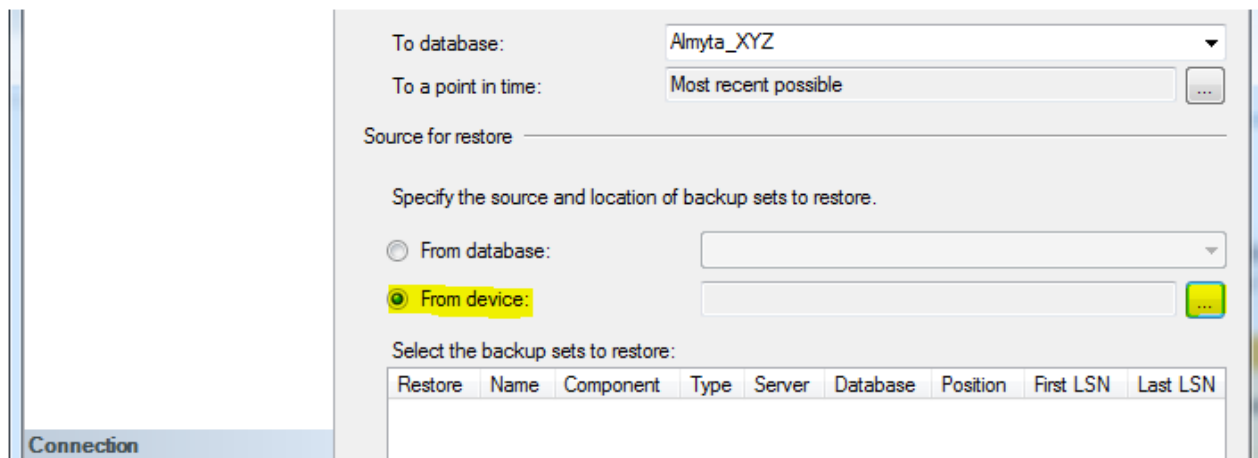 To database: Almyta_XYZ
To a point in time: Most recent possible ...
Source for restore
Specify the source and location of backup sets to restore.
From database:
From device: ...
Select the backup sets to restore:
Restore Name Component Type Server Database Position First LSN Last LSN
Connection